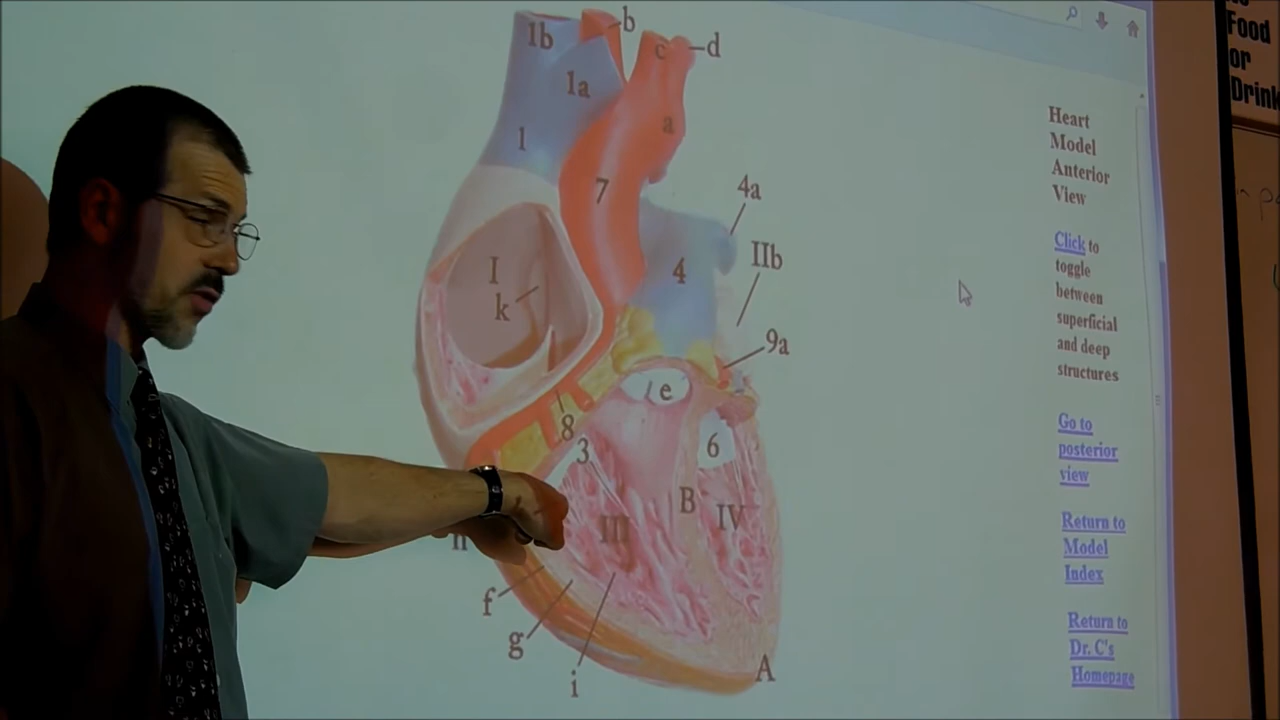 1b
b
c
d
1a
a
1
7
4a
I
k
4
IIb
9a
e
8
3
6
B
IV
III
n
f
g
i
A
Heart
Model
Anterior
View
Click to
toggle
between
superficial
and deep
structures
Go to
posterior
view
Return to
Model
Index
Return to
Dr. C's
Homepage
Food
or
Drink